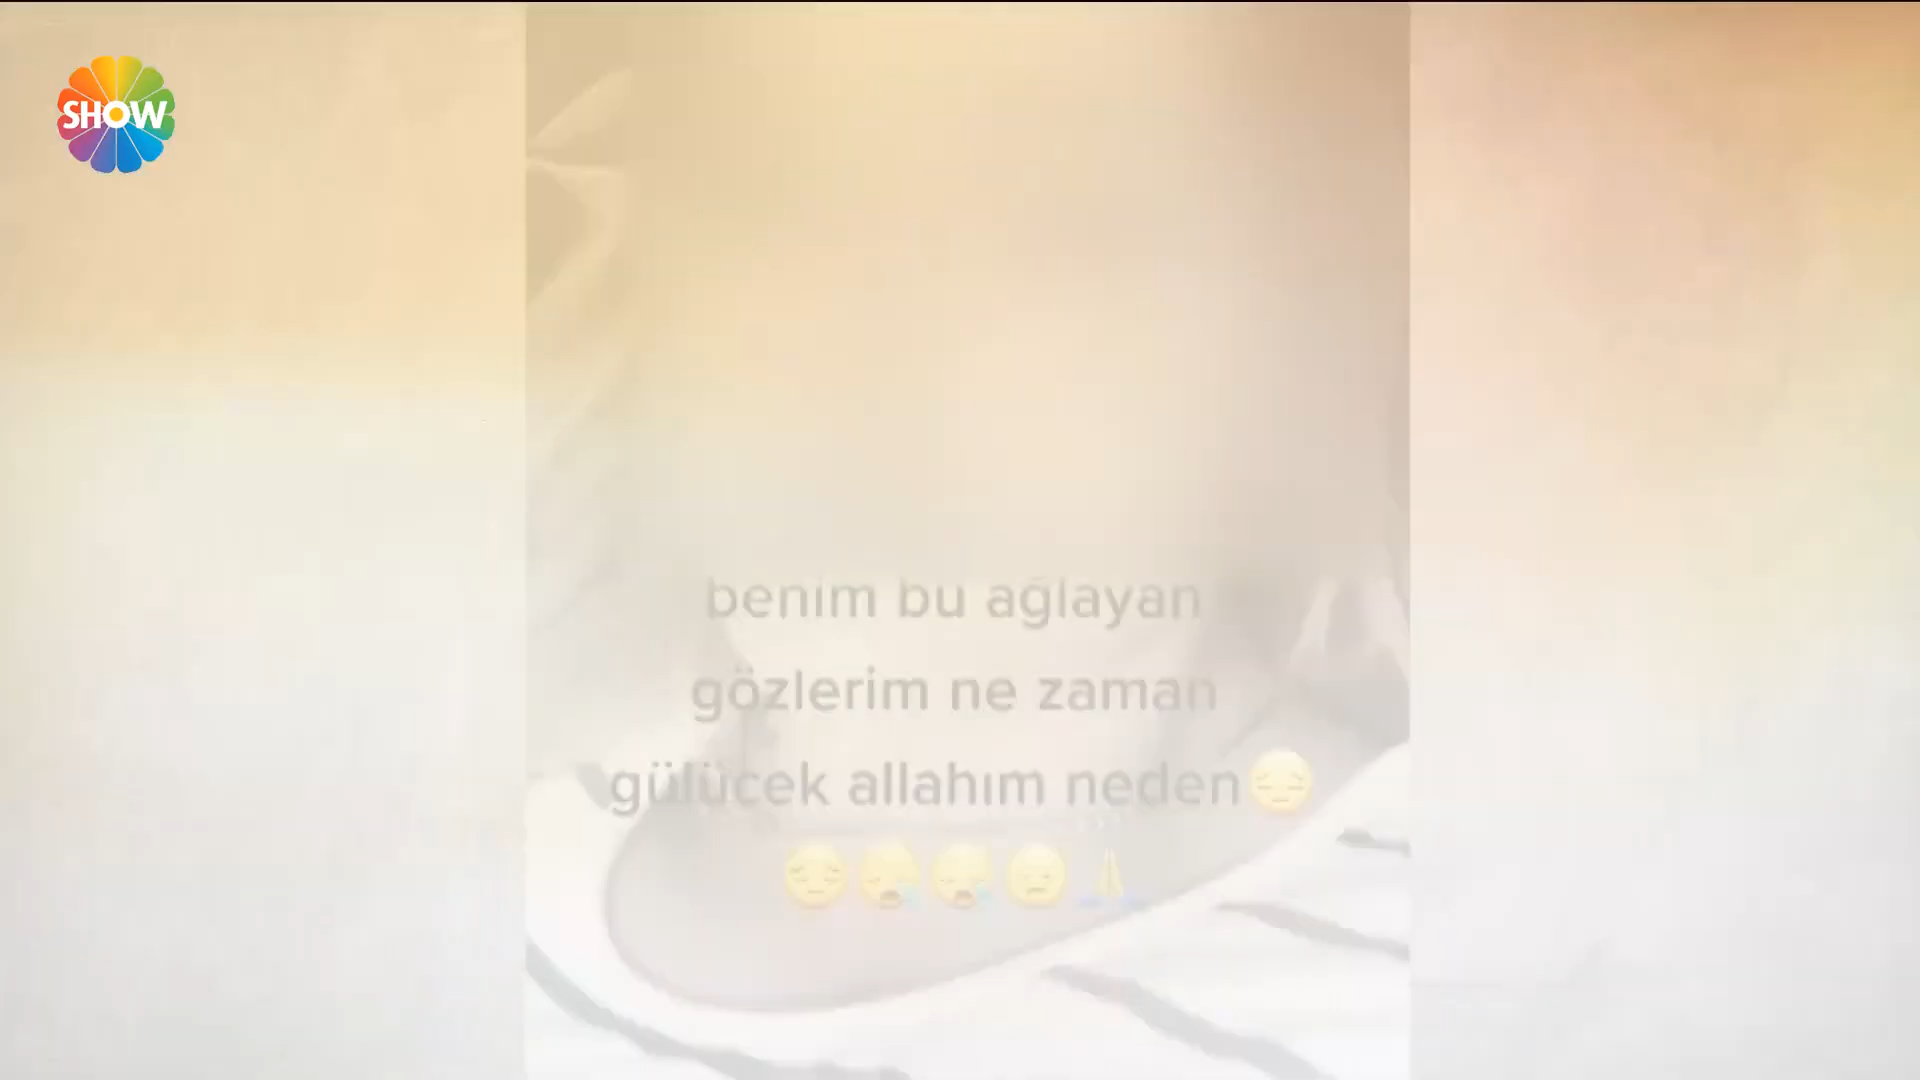 SHOW
benim bu ağlayan
gözlerim ne zaman
gülücek allahım neden😔
😔😪😪😔🙏